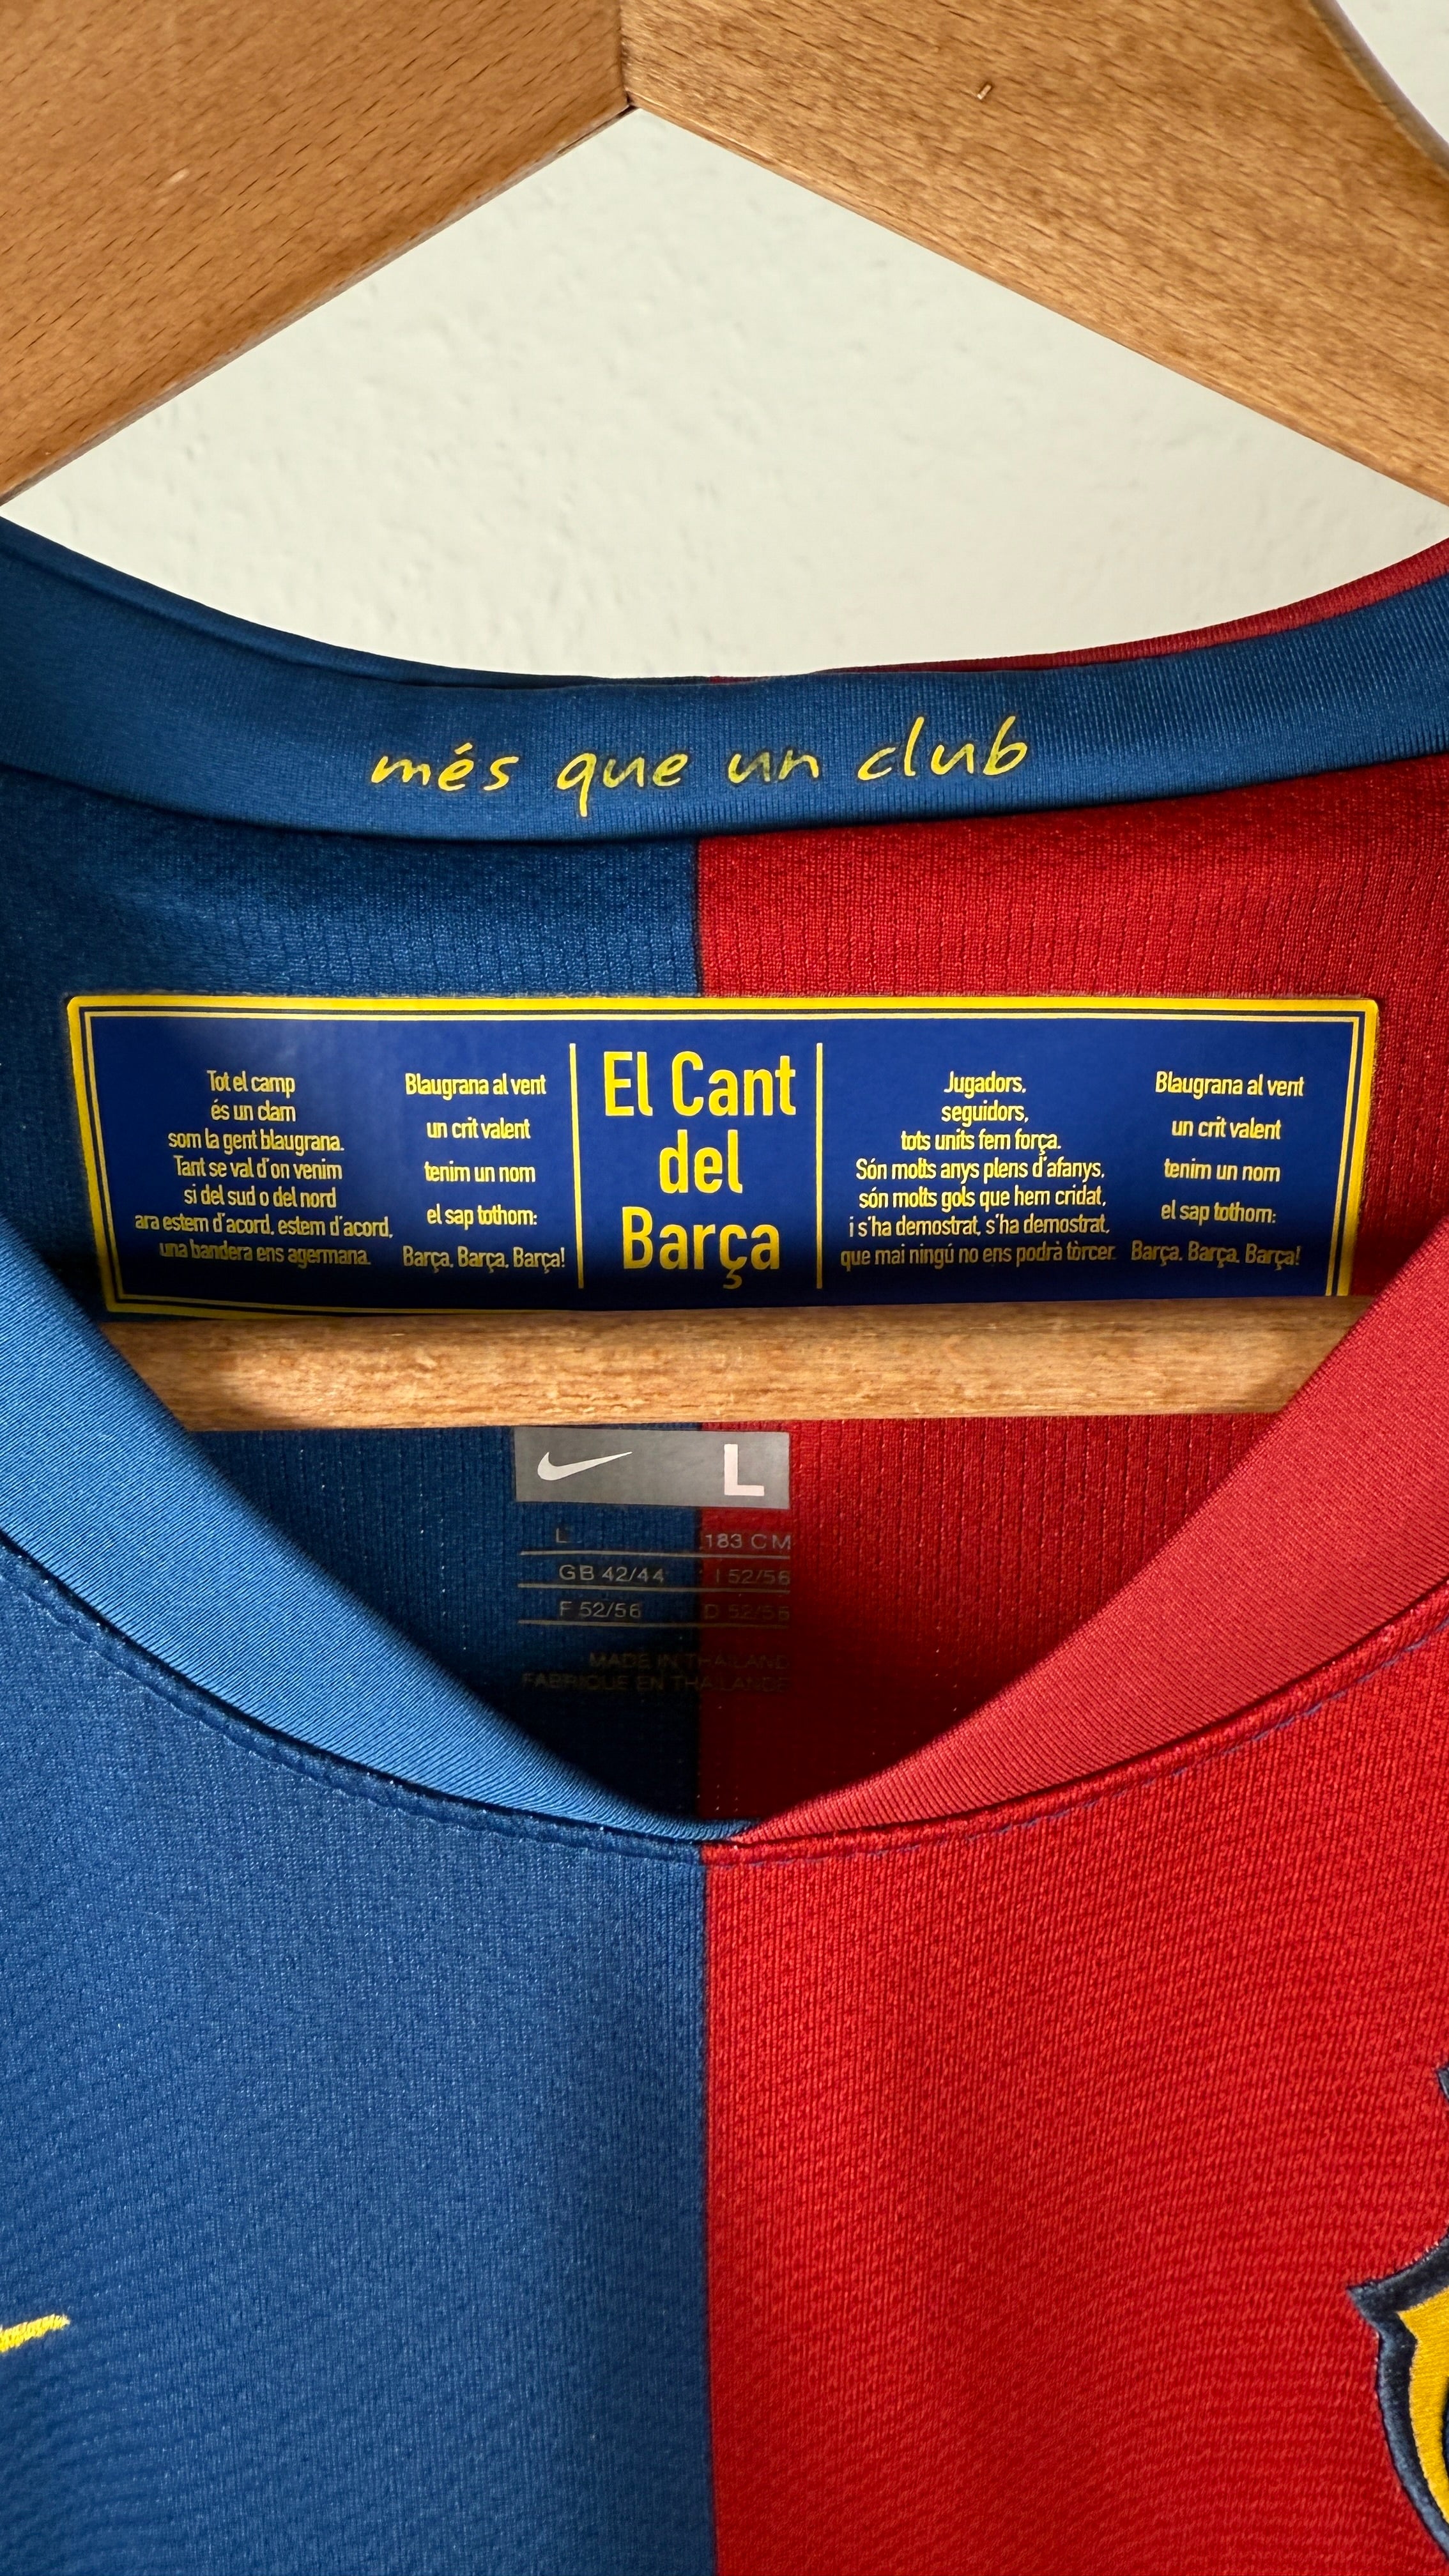 més que un club
Tot el camp
és un clam
som la gent blaugrana.
Tant se val d'on venim
si del sud o del nord
ara estem d'acord, estem d'acord,
una bandera ens agermana.
Blaugrana al vent
un crit valent
tenim un nom
el sap tothom:
Barça, Barça, Barça!
El Cant
del
Barça
Jugadors,
seguidors,
tots units fem força.
Són molts anys plens d'afanys,
són molts gols que hem cridat,
i s'ha demostrat, s'ha demostrat,
que mai ningú no ens podrà tòrcer.
Blaugrana al vent
un crit valent
tenim un nom
el sap tothom:
Barça, Barça, Barça!
L
L 183 CM
GB 42/44 I 52/56
F 52/56 D 52/56
MADE IN THAILAND
FABRIQUE EN THAILANDE